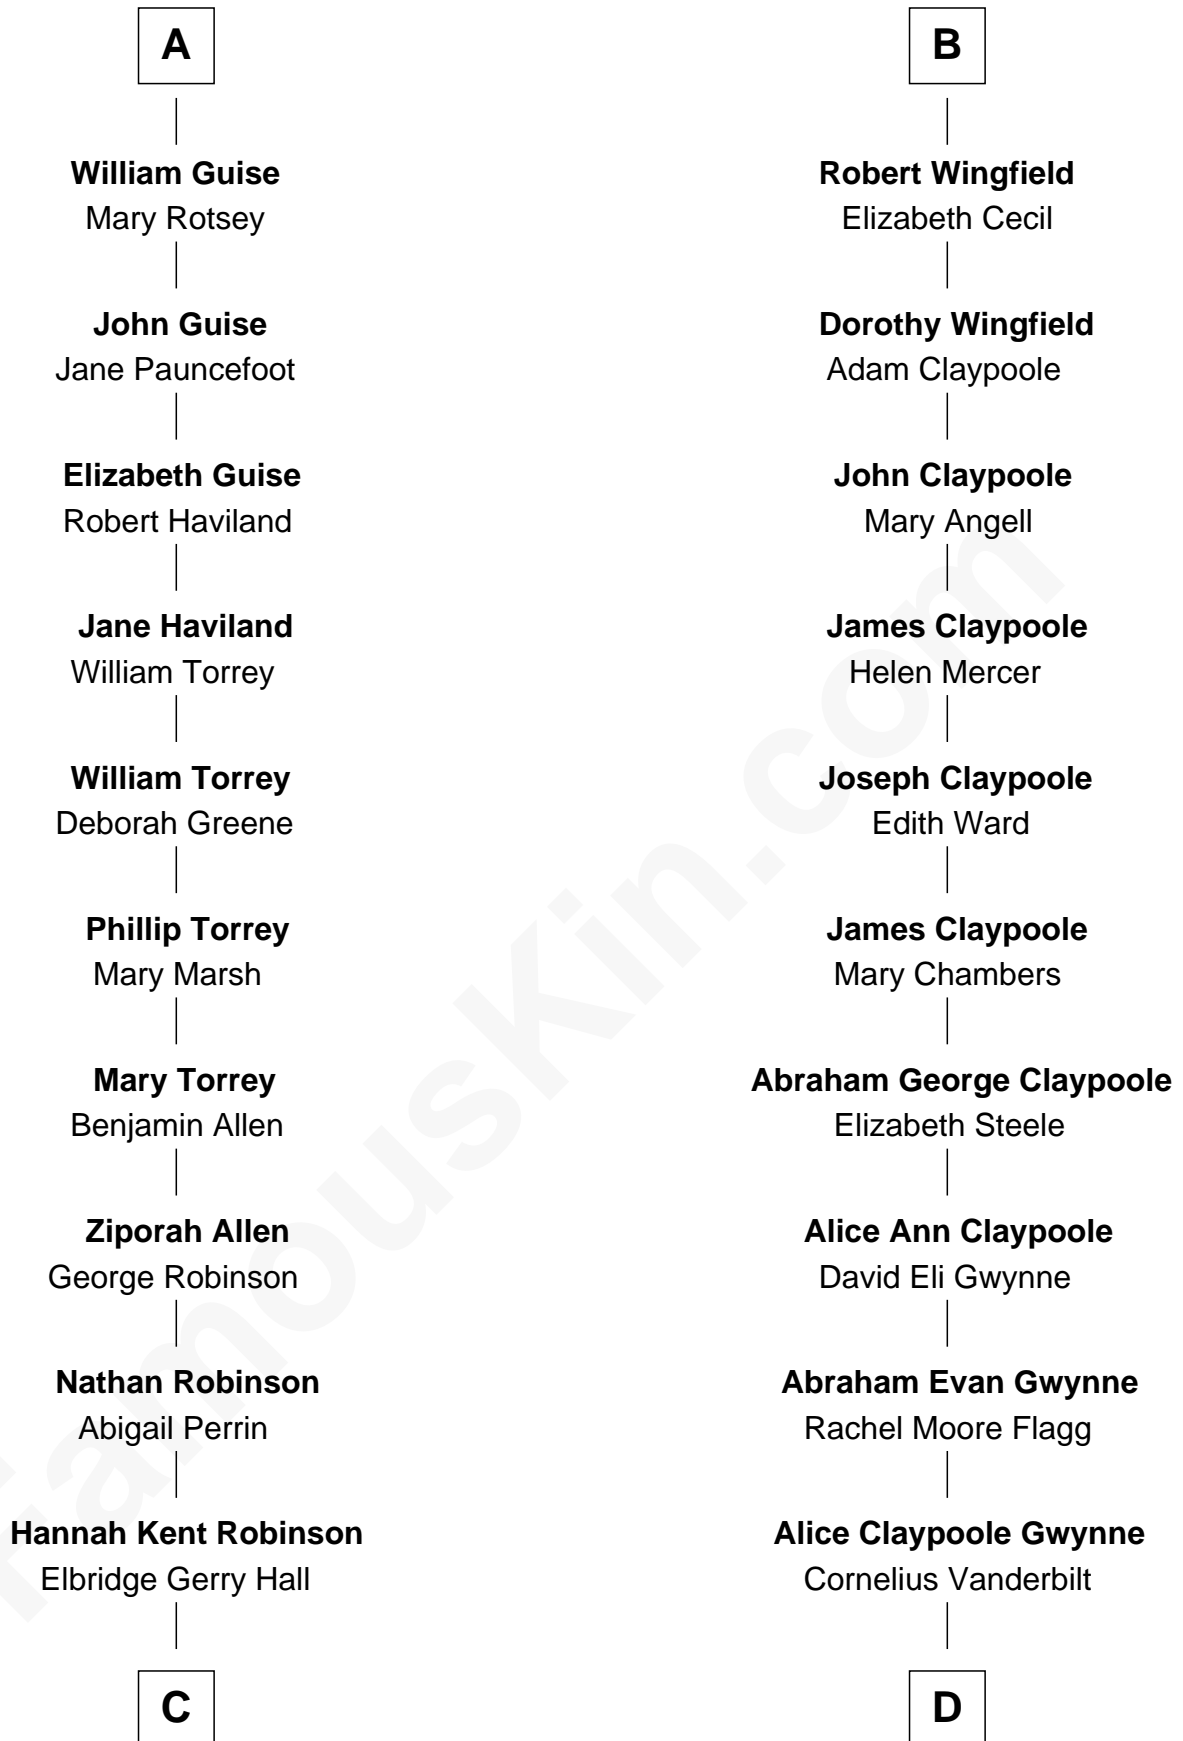 A
William Guise
Mary Rotsey
John Guise
Jane Pauncefoot
Elizabeth Guise
Robert Haviland
Jane Haviland
William Torrey
William Torrey
Deborah Greene
Phillip Torrey
Mary Marsh
Mary Torrey
Benjamin Allen
Ziporah Allen
George Robinson
Nathan Robinson
Abigail Perrin
Hannah Kent Robinson
Elbridge Gerry Hall
C
B
Robert Wingfield
Elizabeth Cecil
Dorothy Wingfield
Adam Claypoole
John Claypoole
Mary Angell
James Claypoole
Helen Mercer
Joseph Claypoole
Edith Ward
James Claypoole
Mary Chambers
Abraham George Claypoole
Elizabeth Steele
Alice Ann Claypoole
David Eli Gwynne
Abraham Evan Gwynne
Rachel Moore Flagg
Alice Claypoole Gwynne
Cornelius Vanderbilt
D
famouskin.com